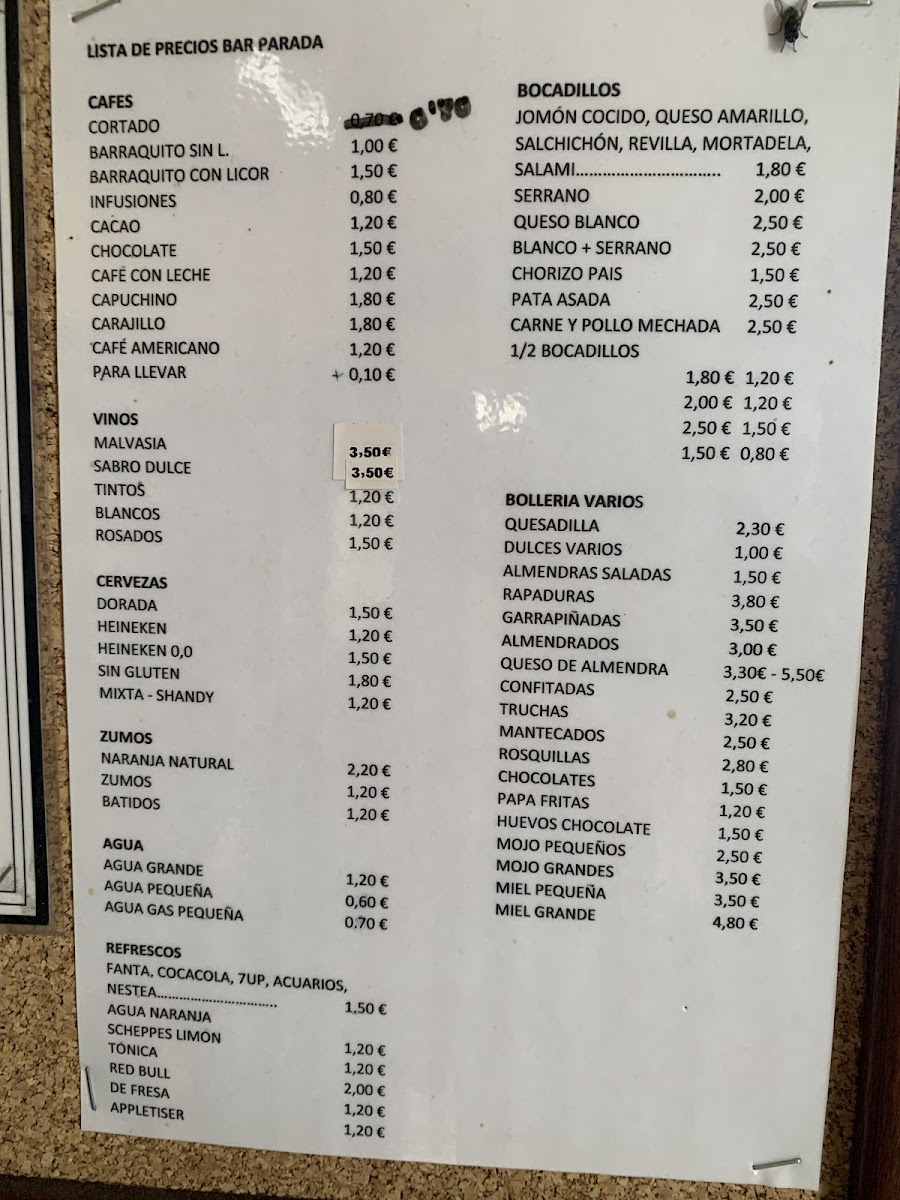 LISTA DE PRECIOS BAR PARADA
CAFES
CORTADO 0,70 € 0'70
BARRAQUITO SIN L. 1,00 €
BARRAQUITO CON LICOR 1,50 €
INFUSIONES 0,80 €
CACAO 1,20 €
CHOCOLATE 1,50 €
CAFÉ CON LECHE 1,20 €
CAPUCHINO 1,80 €
CARAJILLO 1,80 €
CAFÉ AMERICANO 1,20 €
PARA LLEVAR + 0,10 €
VINOS
MALVASIA 3,50€
SABRO DULCE 3,50€
TINTOS 1,20 €
BLANCOS 1,20 €
ROSADOS 1,50 €
CERVEZAS
DORADA 1,50 €
HEINEKEN 1,20 €
HEINEKEN 0,0 1,50 €
SIN GLUTEN 1,80 €
MIXTA - SHANDY 1,20 €
ZUMOS
NARANJA NATURAL 2,20 €
ZUMOS 1,20 €
BATIDOS 1,20 €
AGUA
AGUA GRANDE 1,20 €
AGUA PEQUEÑA 0,60 €
AGUA GAS PEQUEÑA 0.70 €
REFRESCOS
FANTA, COCACOLA, 7UP, ACUARIOS,
NESTEA.............................. 1,50 €
AGUA NARANJA
SCHEPPES LIMON 1,20 €
TONICA 1,20 €
RED BULL 2,00 €
DE FRESA 1,20 €
APPLETISER 1,20 €
BOCADILLOS
JOMÓN COCIDO, QUESO AMARILLO,
SALCHICHÓN, REVILLA, MORTADELA,
SALAMI................................ 1,80 €
SERRANO 2,00 €
QUESO BLANCO 2,50 €
BLANCO + SERRANO 2,50 €
CHORIZO PAIS 1,50 €
PATA ASADA 2,50 €
CARNE Y POLLO MECHADA 2,50 €
1/2 BOCADILLOS
1,80 € 1,20 €
2,00 € 1,20 €
2,50 € 1,50 €
1,50 € 0,80 €
BOLLERIA VARIOS
QUESADILLA 2,30 €
DULCES VARIOS 1,00 €
ALMENDRAS SALADAS 1,50 €
RAPADURAS 3,80 €
GARRAPIÑADAS 3,50 €
ALMENDRADOS 3,00 €
QUESO DE ALMENDRA 3,30€ - 5,50€
CONFITADAS 2,50 €
TRUCHAS 3,20 €
MANTECADOS 2,50 €
ROSQUILLAS 2,80 €
CHOCOLATES 1,50 €
PAPA FRITAS 1,20 €
HUEVOS CHOCOLATE 1,50 €
MOJO PEQUEÑOS 2,50 €
MOJO GRANDES 3,50 €
MIEL PEQUEÑA 3,50 €
MIEL GRANDE 4,80 €